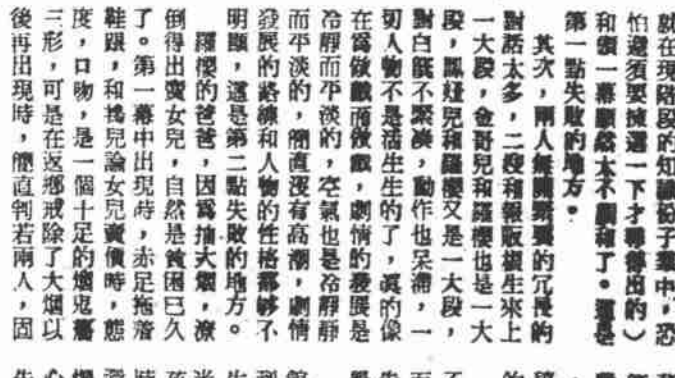 就在現階段的知識份子羣中,恐
怕還須要揀選一下才尋得出的)
和頭一幕顯然太不調和了。這是
第一點失敗的地方。
其次,兩人無關緊要的冗長的
對話太多,二嫂和報販根生來上
一大段,金哥兒和羅櫻也是一大
段,鳳妞兒和羅櫻又是一大段,
對白既不緊湊,動作也呆滯,一
切人物不是活生生的了,眞的像
在爲做戲而做戲,劇情的發展是
冷靜而平淡的,空氣也是冷靜靜
而平淡的,簡直沒有高潮,劇情
發展的路線和人物的性格都够不
明顯,這是第二點失敗的地方。
羅櫻的爸爸,因爲抽大烟,潦
倒得出賣女兒,自然是貧困已久
了。第一幕中出現時,赤足拖着
鞋跟,和鴇兒論女兒賣價時,態
度,口吻,是一個十足的烟鬼
三形,可是在返鄉戒除了大烟以
後再出現時,簡直判若兩人,固